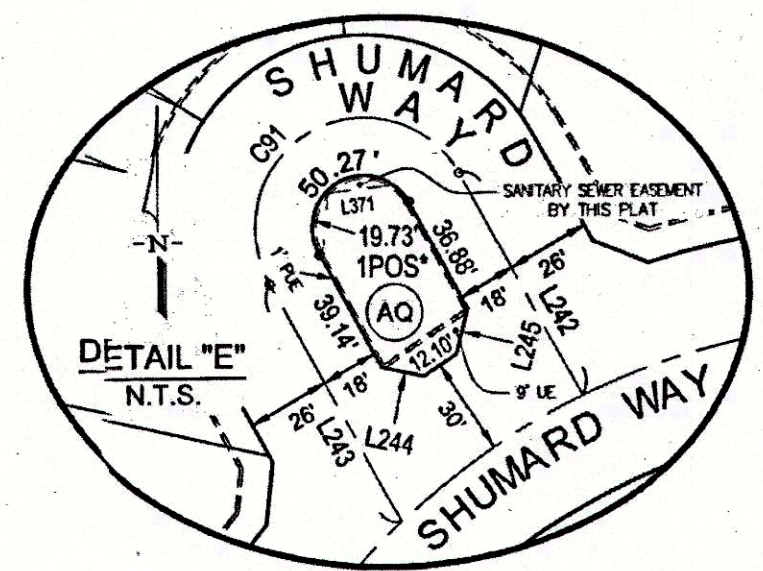 SHUMARD
WAY
C91
50.27'
SANITARY SEWER EASEMENT
BY THIS PLAT
L371
19.73'
1POS*
36.88'
-N-
1' PUE
AQ
39.14'
12.10'
18'
26'
L242
L245
DETAIL "E"
N.T.S.
18'
26'
L243
L244
9' UE
30'
SHUMARD WAY